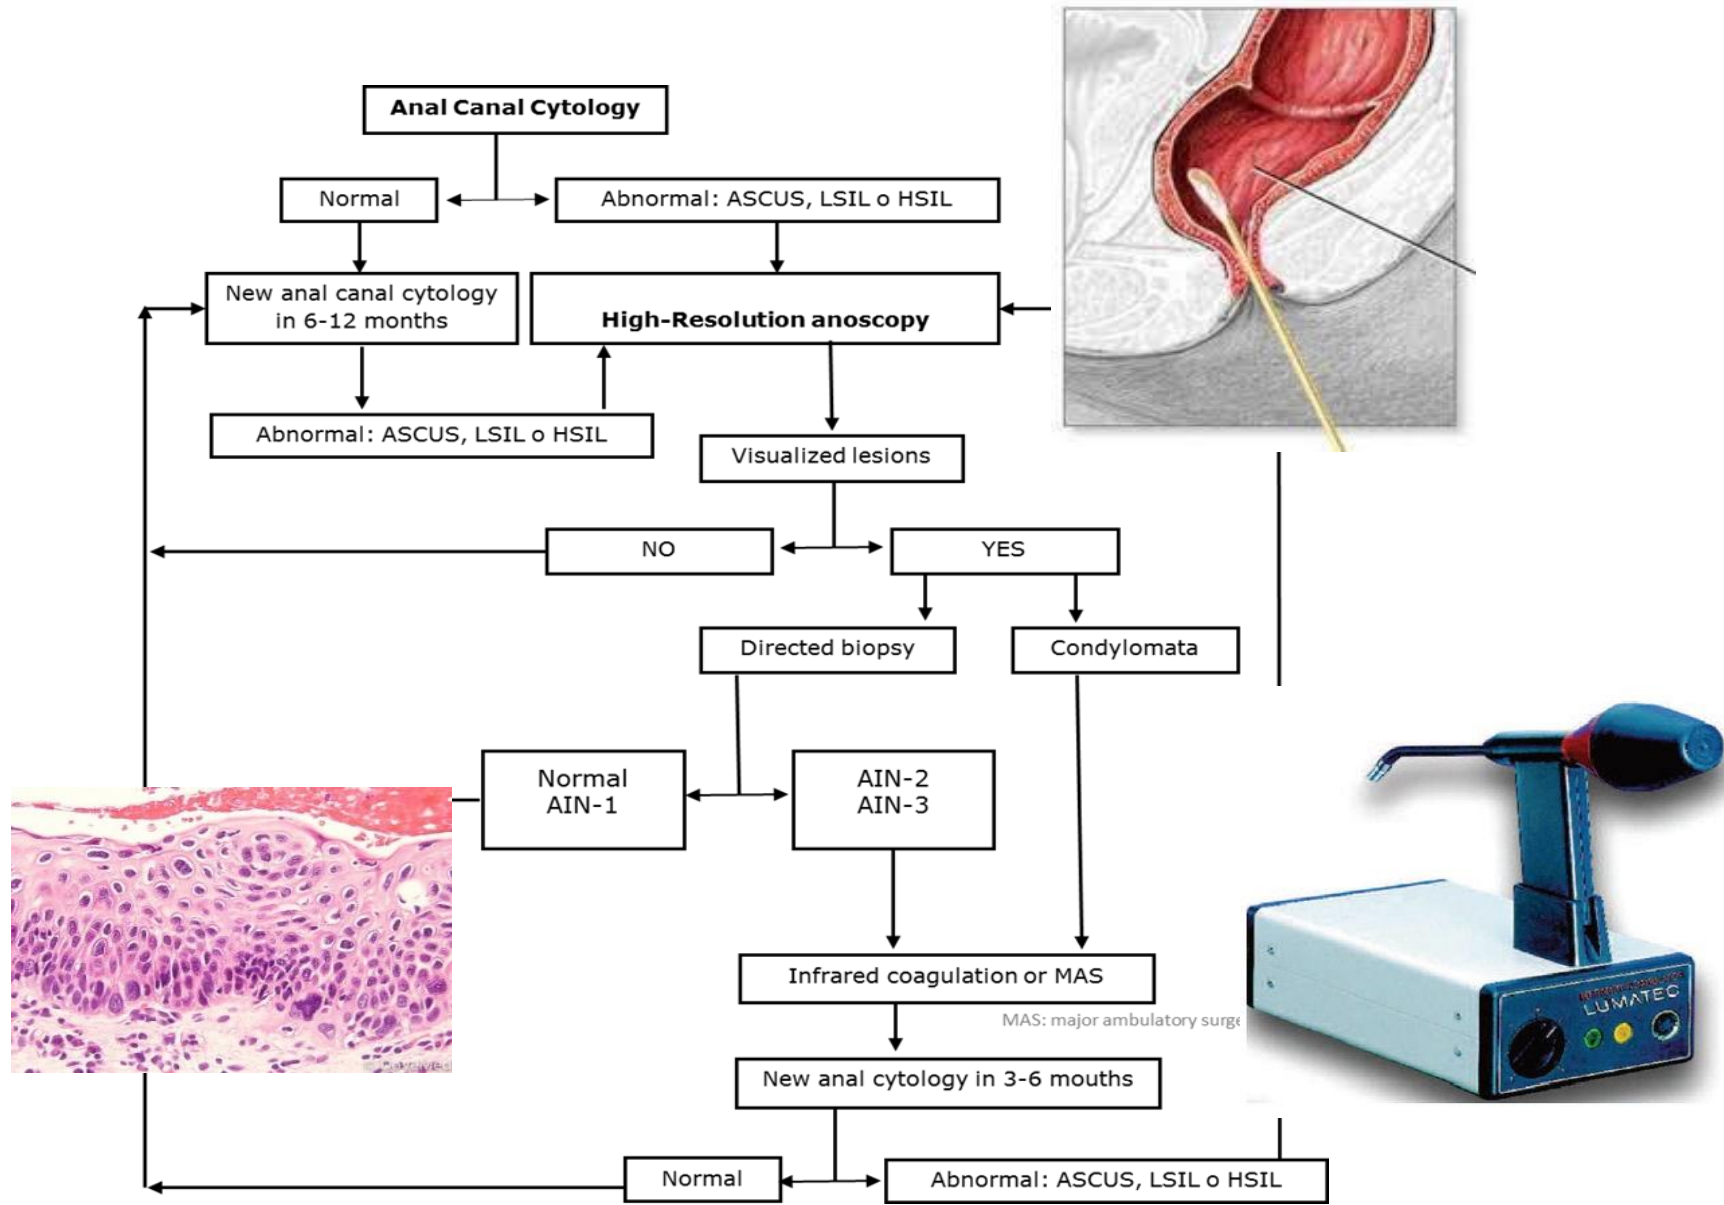 Anal Canal Cytology
Normal
Abnormal: ASCUS, LSIL o HSIL
New anal canal cytology
in 6-12 months
High-Resolution anoscopy
Abnormal: ASCUS, LSIL o HSIL
Visualized lesions
NO
YES
Directed biopsy
Condylomata
Normal
AIN-1
AIN-2
AIN-3
Infrared coagulation or MAS
MAS: major ambulatory surge
New anal cytology in 3-6 mouths
Normal
Abnormal: ASCUS, LSIL o HSIL
LUMATEC